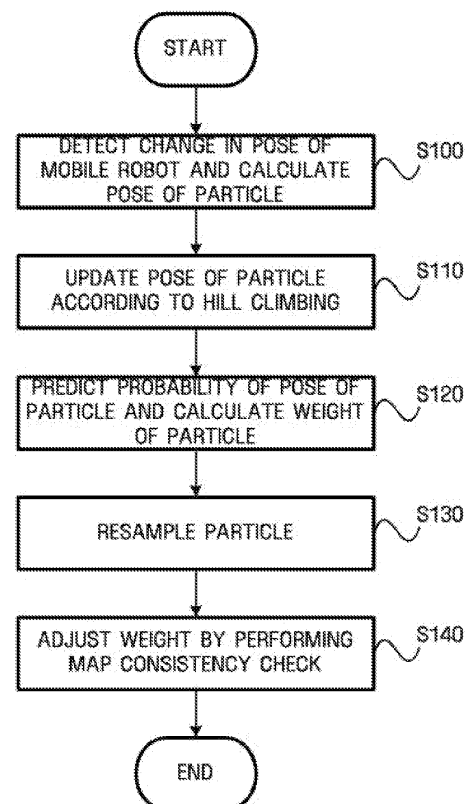 START
DETECT CHANGE IN POSE OF
MOBILE ROBOT AND CALCULATE
POSE OF PARTICLE
S100
UPDATE POSE OF PARTICLE
ACCORDING TO HILL CLIMBING
S110
PREDICT PROBABILITY OF POSE OF
PARTICLE AND CALCULATE WEIGHT
OF PARTICLE
S120
RESAMPLE PARTICLE
S130
ADJUST WEIGHT BY PERFORMING
MAP CONSISTENCY CHECK
S140
END